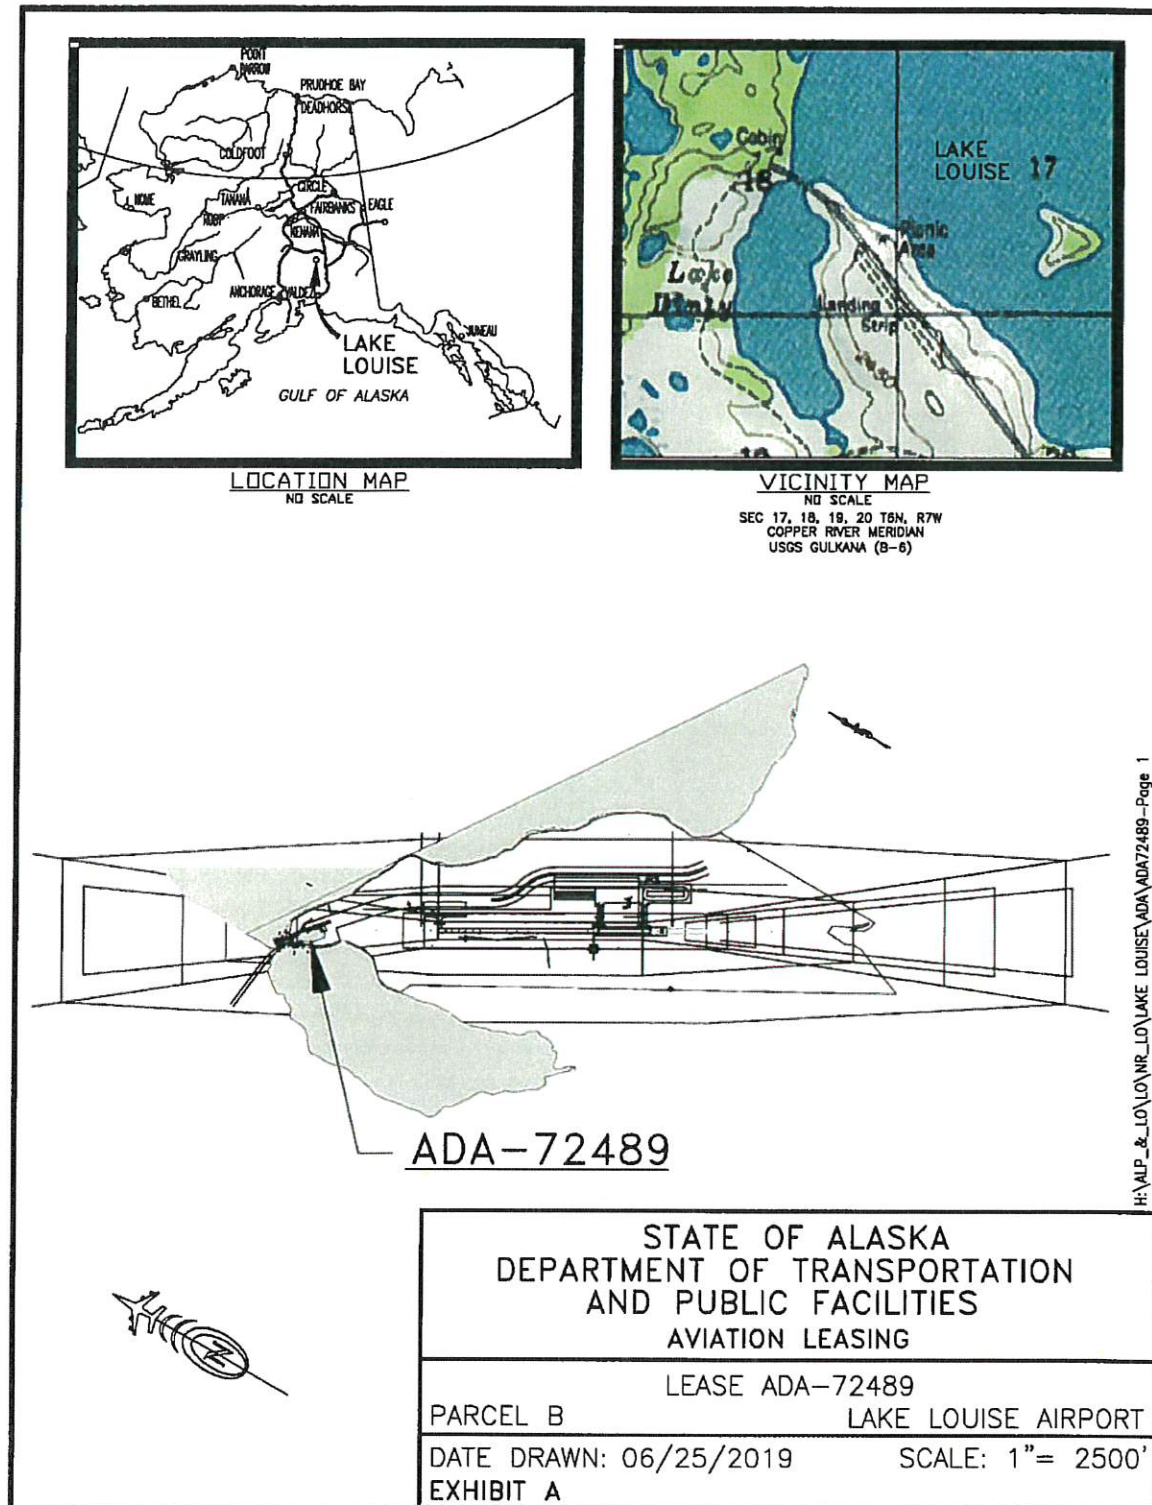 POINT
BARROW
PRUDHOE BAY
DEADHORSE
COLDFOOT
CIRCLE
NOME
TANANA
FAIRBANKS
EAGLE
RUBY
NENANA
GRAYLING
ANCHORAGE
VALDEZ
BETHEL
JUNEAU
LAKE
LOUISE
GULF OF ALASKA
LOCATION MAP
NO SCALE
Cabin
LAKE
LOUISE 17
18
Picnic
Area
Lake
Dinty
Landing
Strip
VICINITY MAP
NO SCALE
SEC 17, 18, 19, 20 T6N, R7W
COPPER RIVER MERIDIAN
USGS GULKANA (B-6)
ADA-72489
H:\ALP_&_LO\LO\NR_LO\LAKE LOUISE\ADA\ADA72489-Page 1
STATE OF ALASKA
DEPARTMENT OF TRANSPORTATION
AND PUBLIC FACILITIES
AVIATION LEASING
LEASE ADA-72489
PARCEL B LAKE LOUISE AIRPORT
DATE DRAWN: 06/25/2019 SCALE: 1"= 2500'
EXHIBIT A